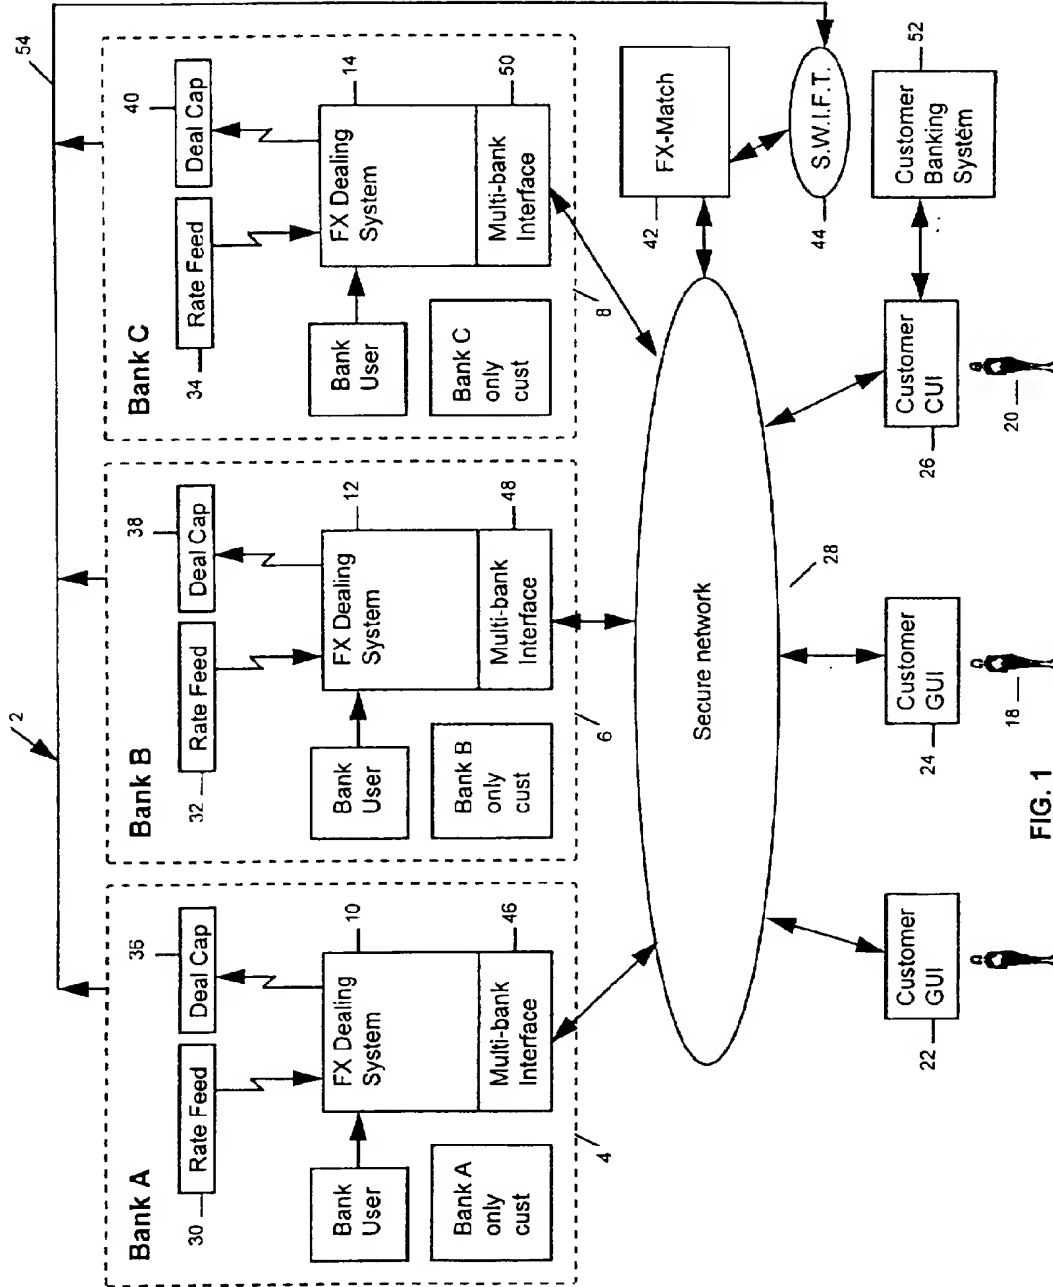 2
54
Bank A
30
Rate Feed
Deal Cap
36
Bank
User
FX Dealing
System
10
Multi-bank
Interface
46
Bank A
only
cust
4
Bank B
32
Rate Feed
Deal Cap
38
Bank
User
FX Dealing
System
12
Multi-bank
Interface
48
Bank B
only
cust
6
Bank C
34
Rate Feed
Deal Cap
40
Bank
User
FX Dealing
System
14
Multi-bank
Interface
50
Bank C
only
cust
8
Secure network
28
42
FX-Match
44
S.W.I.F.T.
22
Customer
GUI
24
Customer
GUI
18
26
Customer
CUI
20
Customer
Banking
System
52
FIG. 1